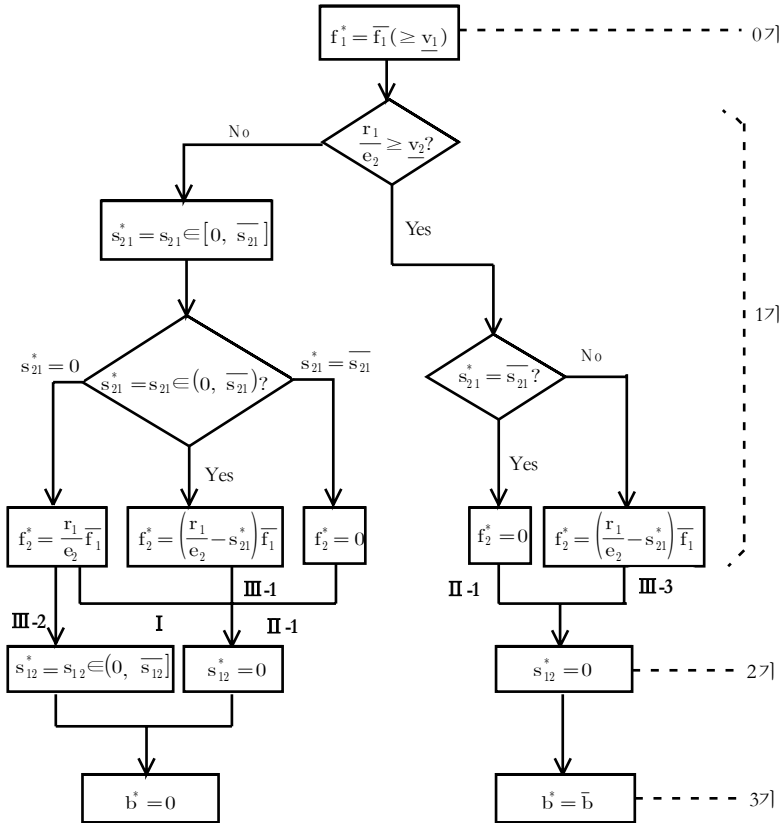 f₁* = f̄₁ (≥ v̲₁)
0기
r₁/e₂ ≥ v̲₂?
No
Yes
s₂₁* = s₂₁ ∈ [0, s̄₂₁]
1기
s₂₁* = 0
s₂₁* = s₂₁ ∈ (0, s̄₂₁)?
s₂₁* = s̄₂₁
s₂₁* = s̄₂₁?
No
Yes
Yes
f₂* = r₁/e₂ f̄₁
f₂* = (r₁/e₂ − s₂₁*) f̄₁
f₂* = 0
f₂* = 0
f₂* = (r₁/e₂ − s₂₁*) f̄₁
Ⅲ-1
Ⅱ-1
Ⅲ-3
Ⅲ-2
Ⅰ
Ⅱ-1
s₁₂* = s₁₂ ∈ (0, s̄₁₂]
s₁₂* = 0
s₁₂* = 0
2기
b* = 0
b* = b̄
3기